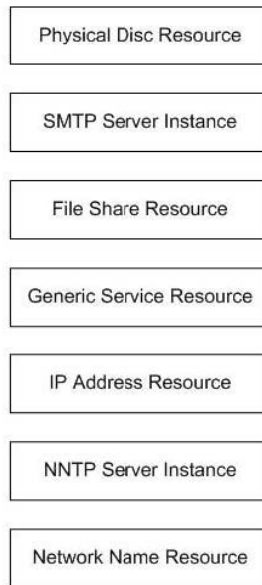 Physical Disc Resource
SMTP Server Instance
File Share Resource
Generic Service Resource
IP Address Resource
NNTP Server Instance
Network Name Resource